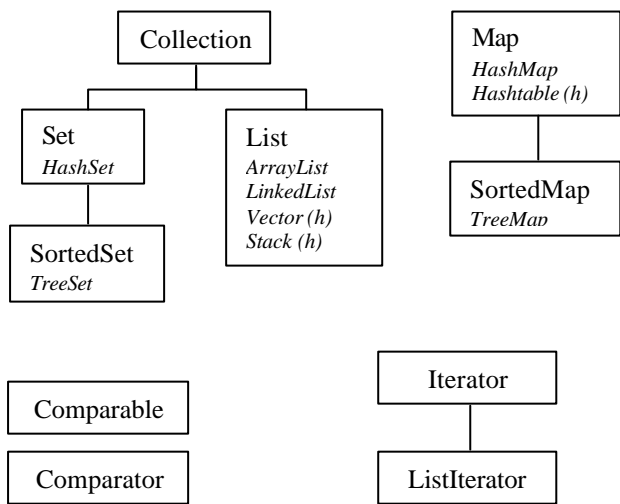 Collection
Set
HashSet
SortedSet
TreeSet
List
ArrayList
LinkedList
Vector (h)
Stack (h)
Map
HashMap
Hashtable (h)
SortedMap
TreeMap
Comparable
Comparator
Iterator
ListIterator